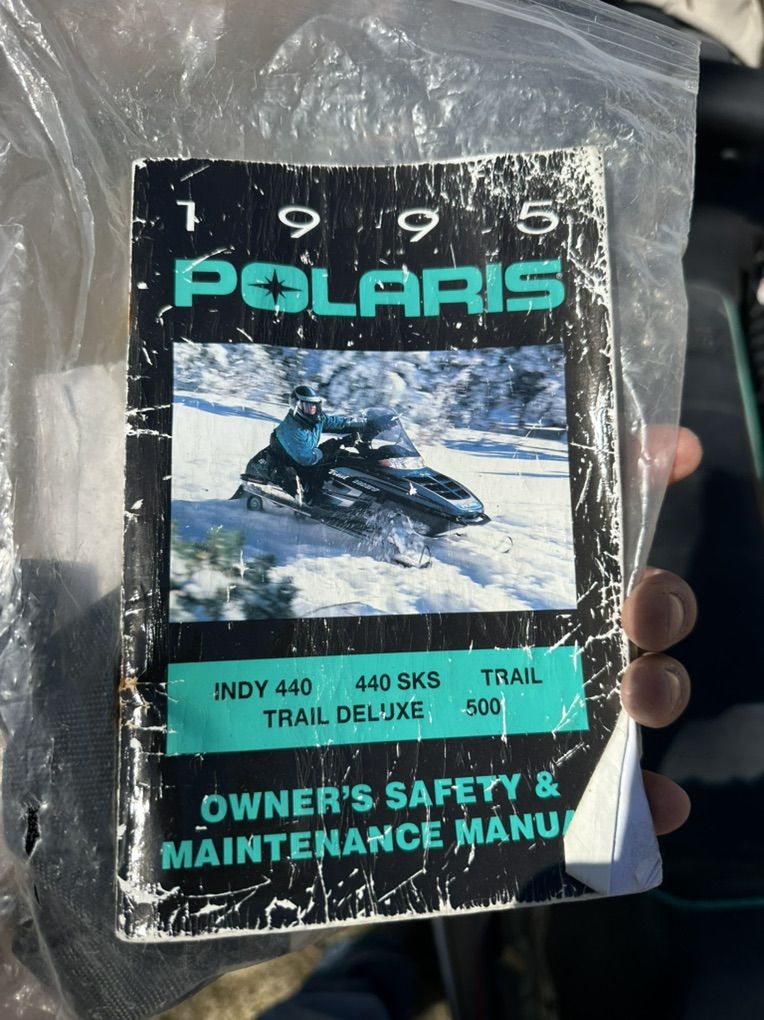 1995
POLARIS
INDY 440 440 SKS TRAIL
TRAIL DELUXE 500
OWNER'S SAFETY &
MAINTENANCE MANUA